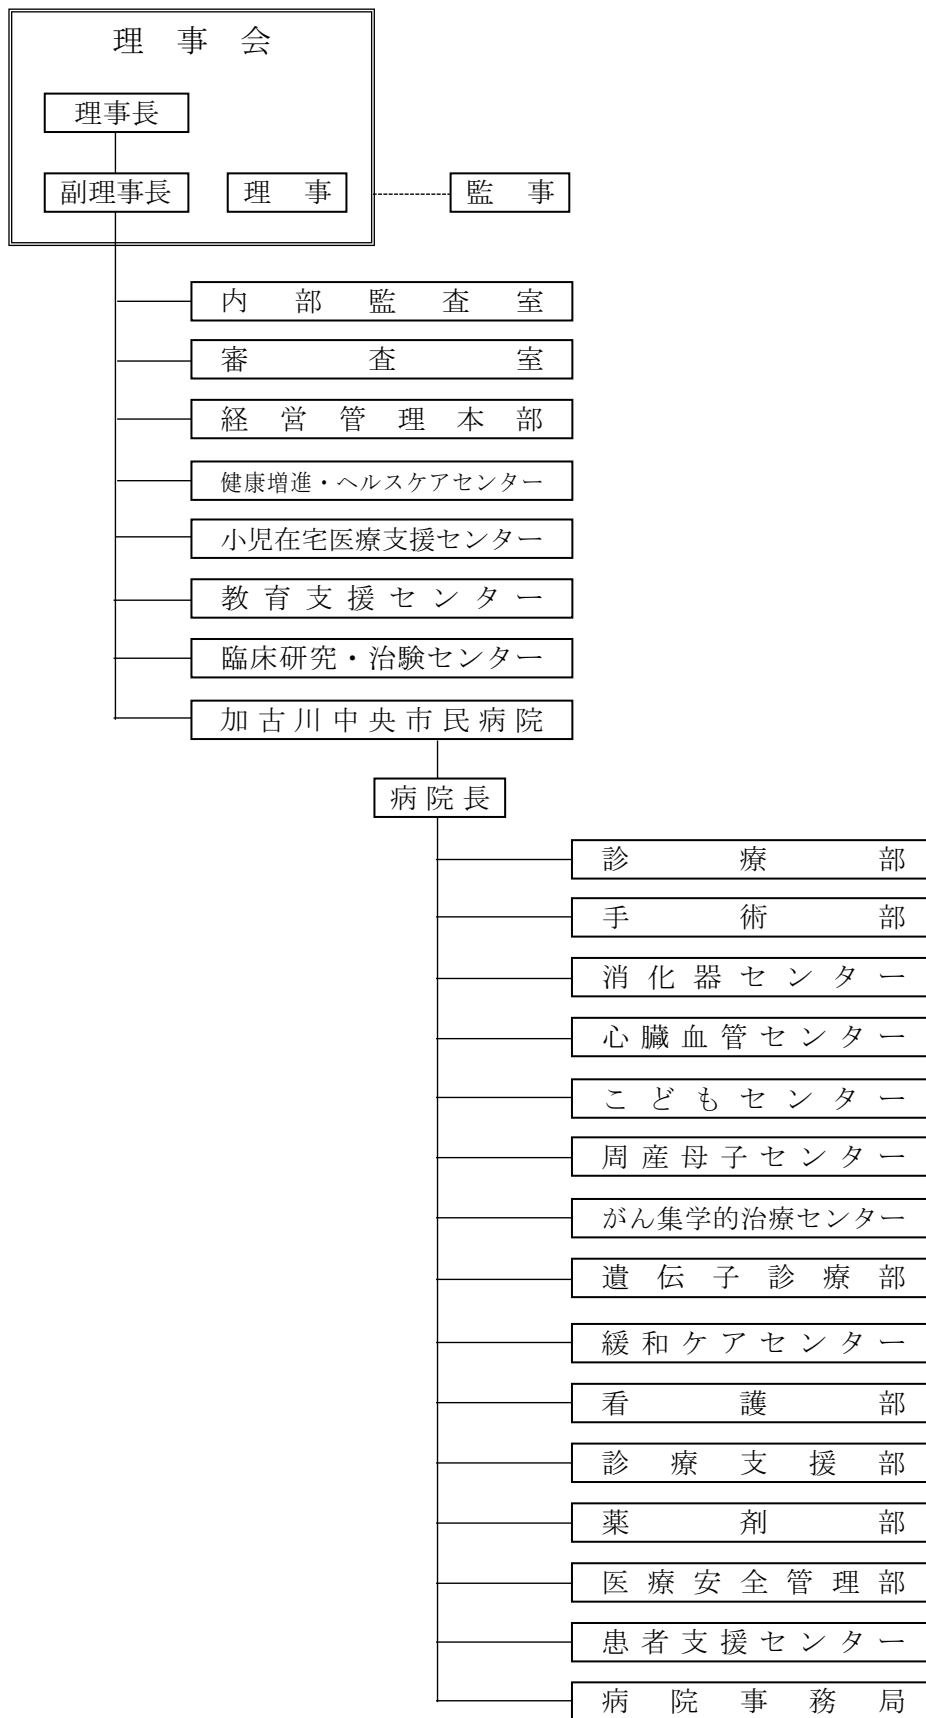 理事会
理事長
副理事長 理事 監事
内部監査室
審査室
経営管理本部
健康増進・ヘルスケアセンター
小児在宅医療支援センター
教育支援センター
臨床研究・治験センター
加古川中央市民病院
病院長
診療部
手術部
消化器センター
心臓血管センター
こどもセンター
周産母子センター
がん集学的治療センター
遺伝子診療部
緩和ケアセンター
看護部
診療支援部
薬剤部
医療安全管理部
患者支援センター
病院事務局